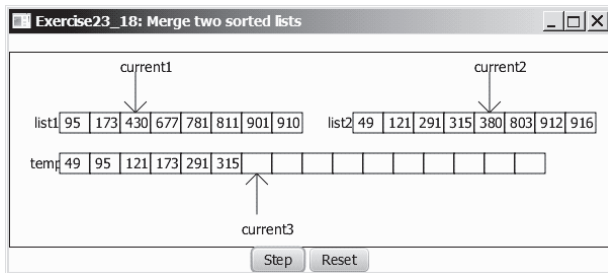 Exercise23_18: Merge two sorted lists
current1 current2
list1 95 173 430 677 781 811 901 910 list2 49 121 291 315 380 803 912 916
temp 49 95 121 173 291 315
current3
Step Reset